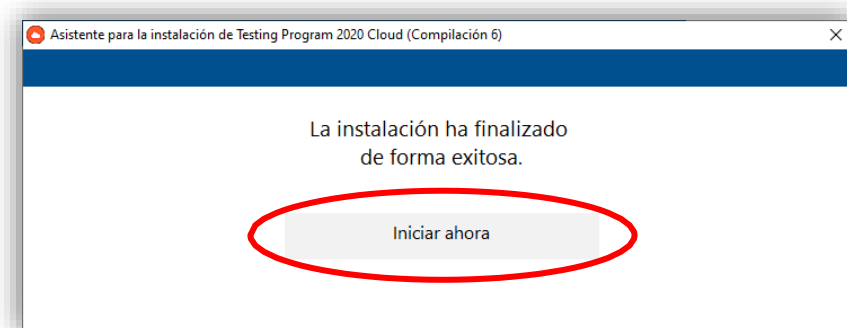 Asistente para la instalación de Testing Program 2020 Cloud (Compilación 6)
La instalación ha finalizado
de forma exitosa.
Iniciar ahora